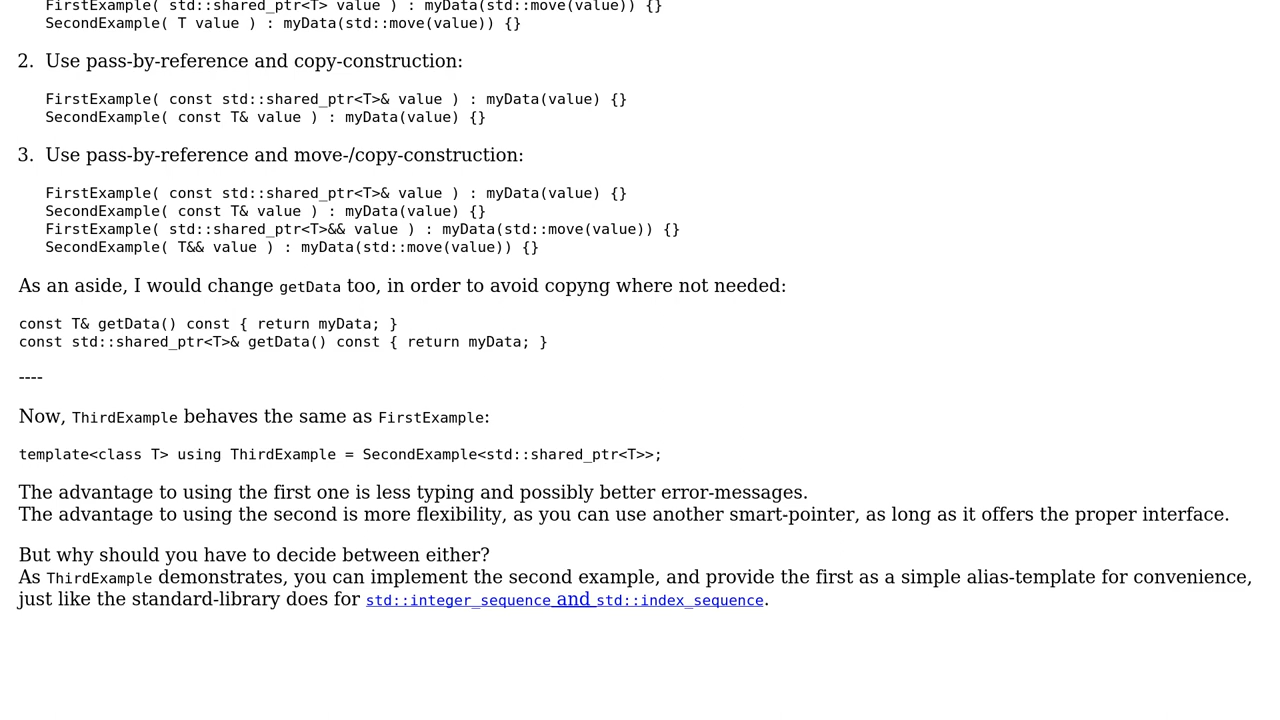 FirstExample( std::shared_ptr<T> value ) : myData(std::move(value)) {}
SecondExample( T value ) : myData(std::move(value)) {}
2. Use pass-by-reference and copy-construction:
FirstExample( const std::shared_ptr<T>& value ) : myData(value) {}
SecondExample( const T& value ) : myData(value) {}
3. Use pass-by-reference and move-/copy-construction:
FirstExample( const std::shared_ptr<T>& value ) : myData(value) {}
SecondExample( const T& value ) : myData(value) {}
FirstExample( std::shared_ptr<T>&& value ) : myData(std::move(value)) {}
SecondExample( T&& value ) : myData(std::move(value)) {}
As an aside, I would change getData too, in order to avoid copyng where not needed:
const T& getData() const { return myData; }
const std::shared_ptr<T>& getData() const { return myData; }
----
Now, ThirdExample behaves the same as FirstExample:
template<class T> using ThirdExample = SecondExample<std::shared_ptr<T>>;
The advantage to using the first one is less typing and possibly better error-messages.
The advantage to using the second is more flexibility, as you can use another smart-pointer, as long as it offers the proper interface.
But why should you have to decide between either?
As ThirdExample demonstrates, you can implement the second example, and provide the first as a simple alias-template for convenience,
just like the standard-library does for std::integer_sequence and std::index_sequence.